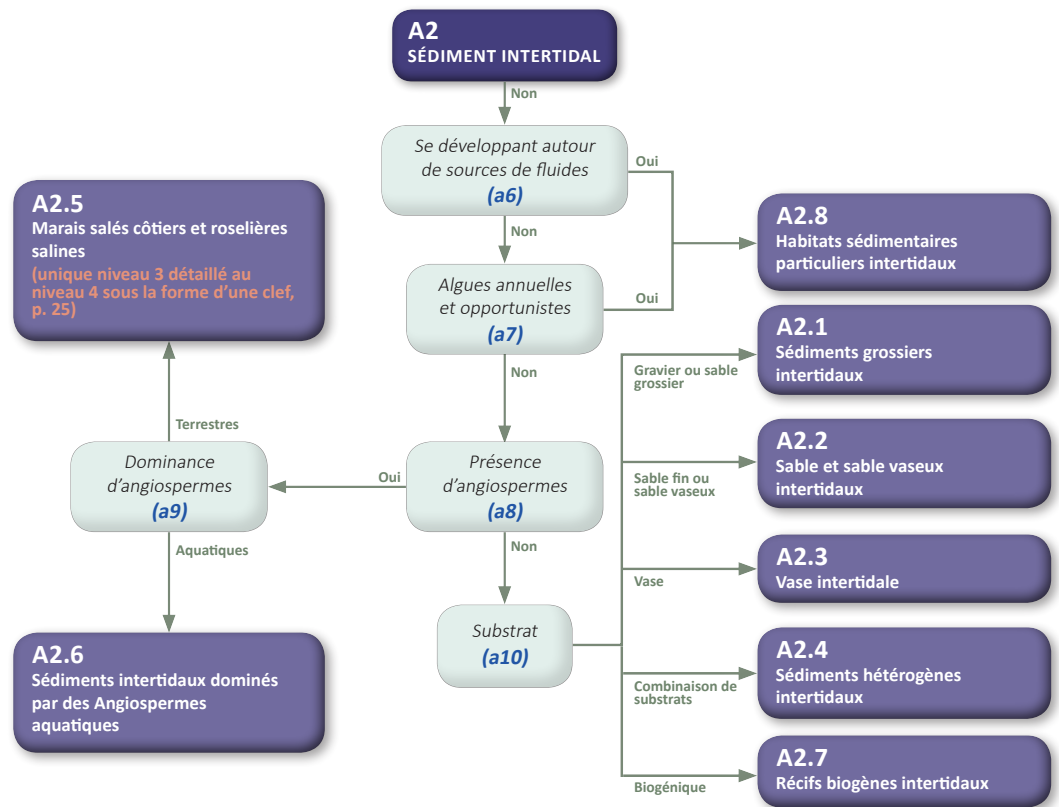 A2
SÉDIMENT INTERTIDAL
Non
Se développant autour
de sources de fluides
(a6)
Oui
Non
A2.5
Marais salés côtiers et roselières
salines
(unique niveau 3 détaillé au
niveau 4 sous la forme d'une clef,
p. 25)
A2.8
Habitats sédimentaires
particuliers intertidaux
Algues annuelles
et opportunistes
(a7)
Oui
Non
A2.1
Sédiments grossiers
intertidaux
Gravier ou sable
grossier
Terrestres
Dominance
d'angiospermes
(a9)
Oui
Présence
d'angiospermes
(a8)
A2.2
Sable et sable vaseux
intertidaux
Sable fin ou
sable vaseux
Aquatiques
Non
A2.3
Vase intertidale
Vase
Substrat
(a10)
A2.6
Sédiments intertidaux dominés
par des Angiospermes
aquatiques
A2.4
Sédiments hétérogènes
intertidaux
Combinaison de
substrats
A2.7
Récifs biogènes intertidaux
Biogénique